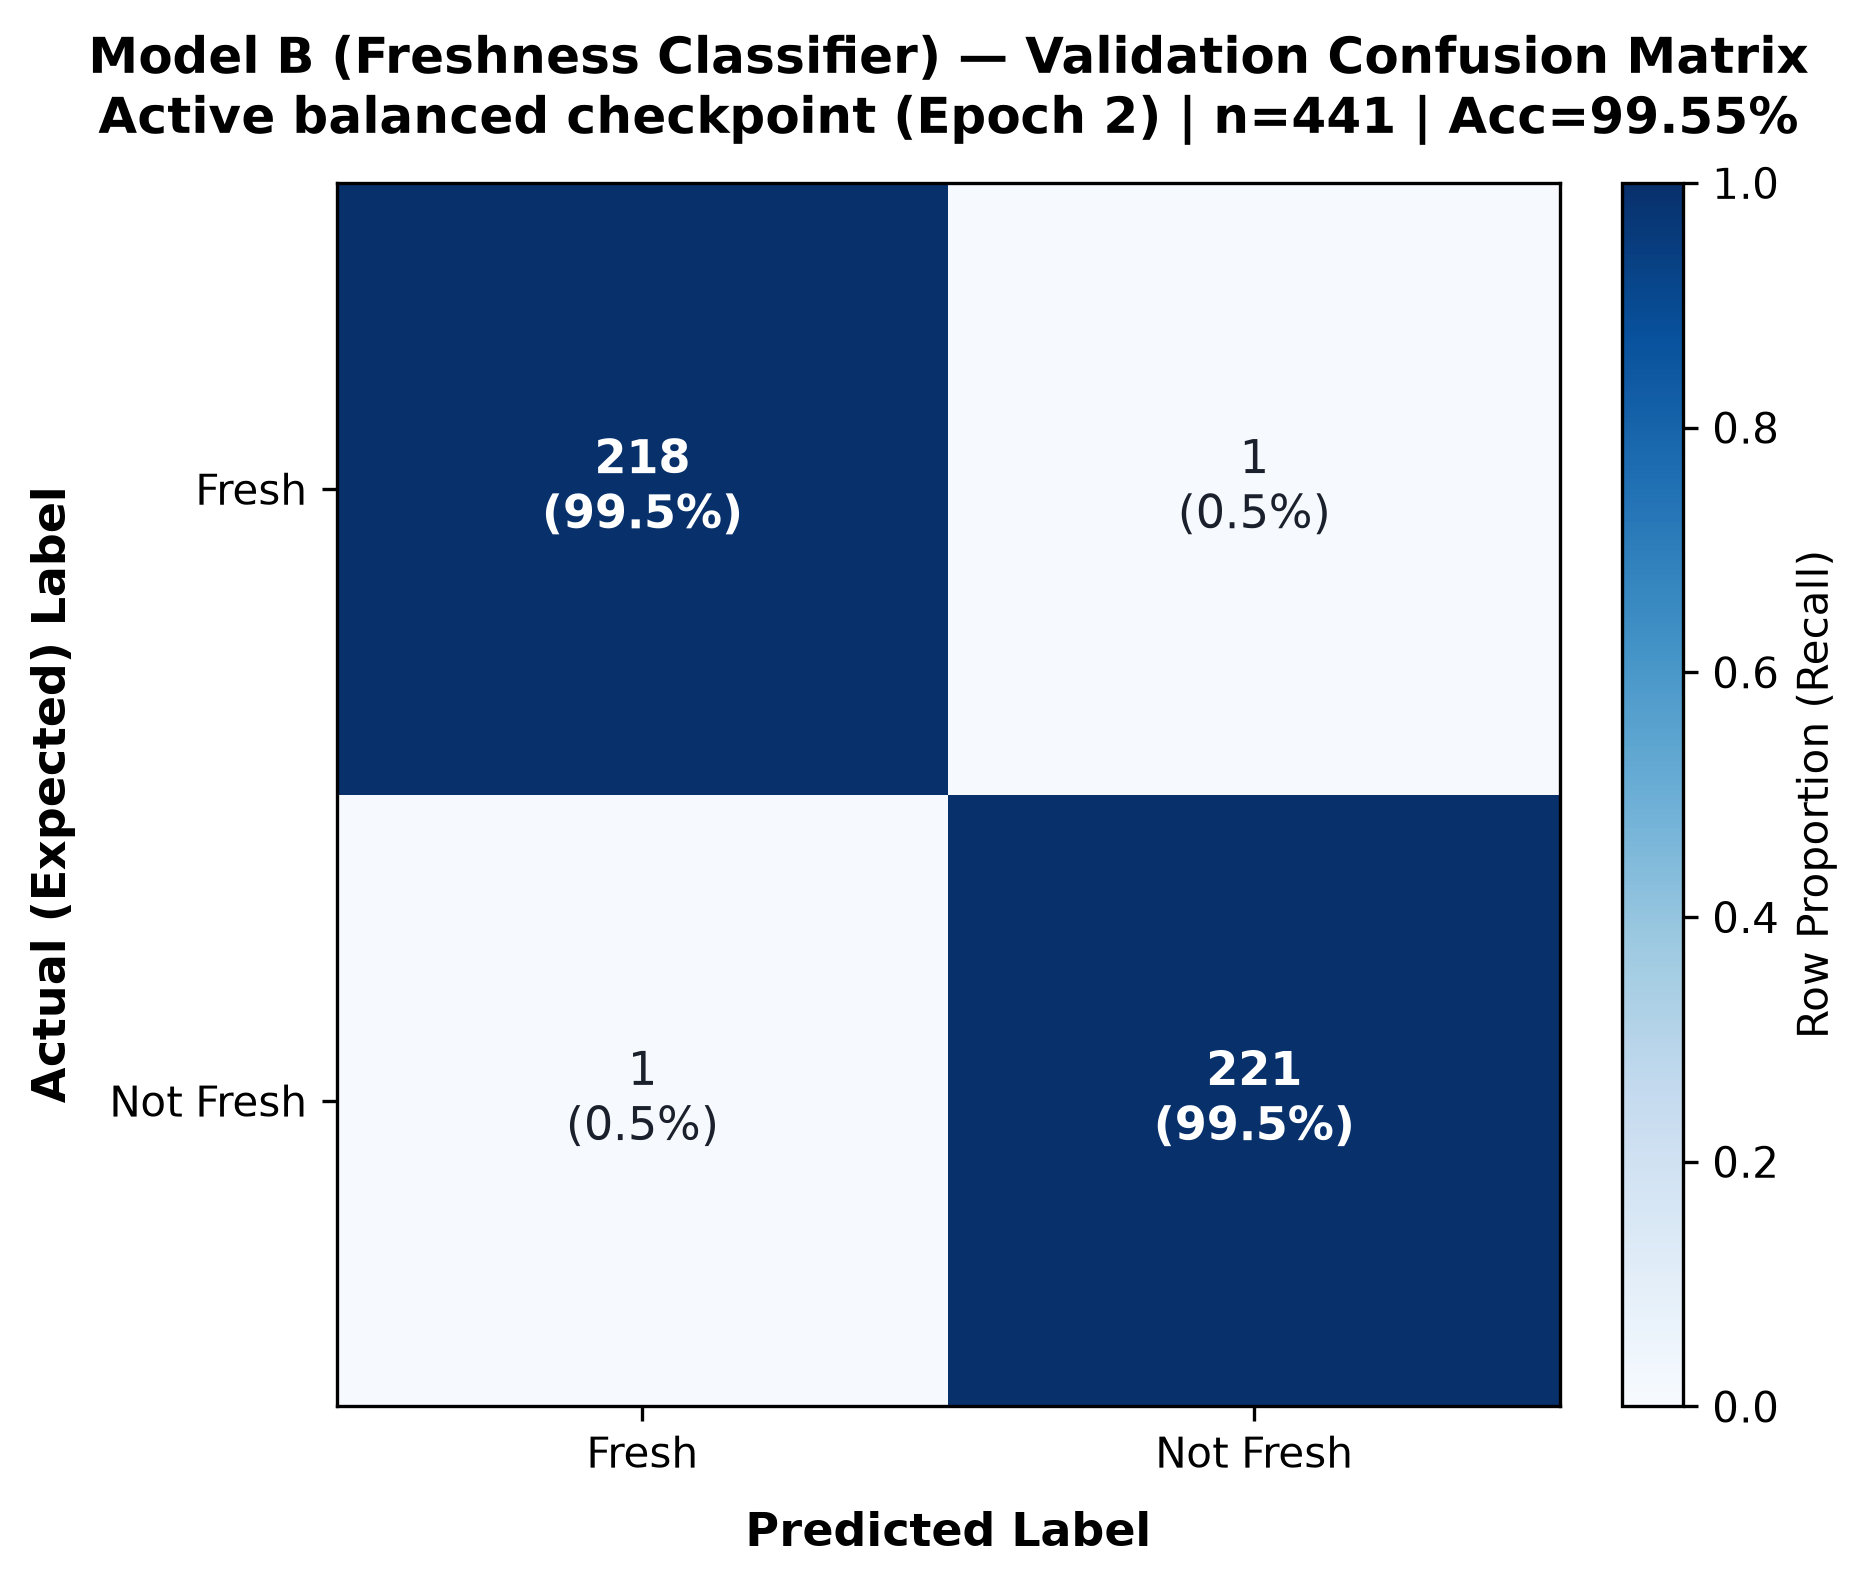 Model B (Freshness Classifier) — Validation Confusion Matrix
Active balanced checkpoint (Epoch 2) | n=441 | Acc=99.55%
Actual (Expected) Label
Fresh
Not Fresh
218
(99.5%)
1
(0.5%)
1
(0.5%)
221
(99.5%)
Fresh
Not Fresh
Predicted Label
1.0
0.8
0.6
0.4
0.2
0.0
Row Proportion (Recall)